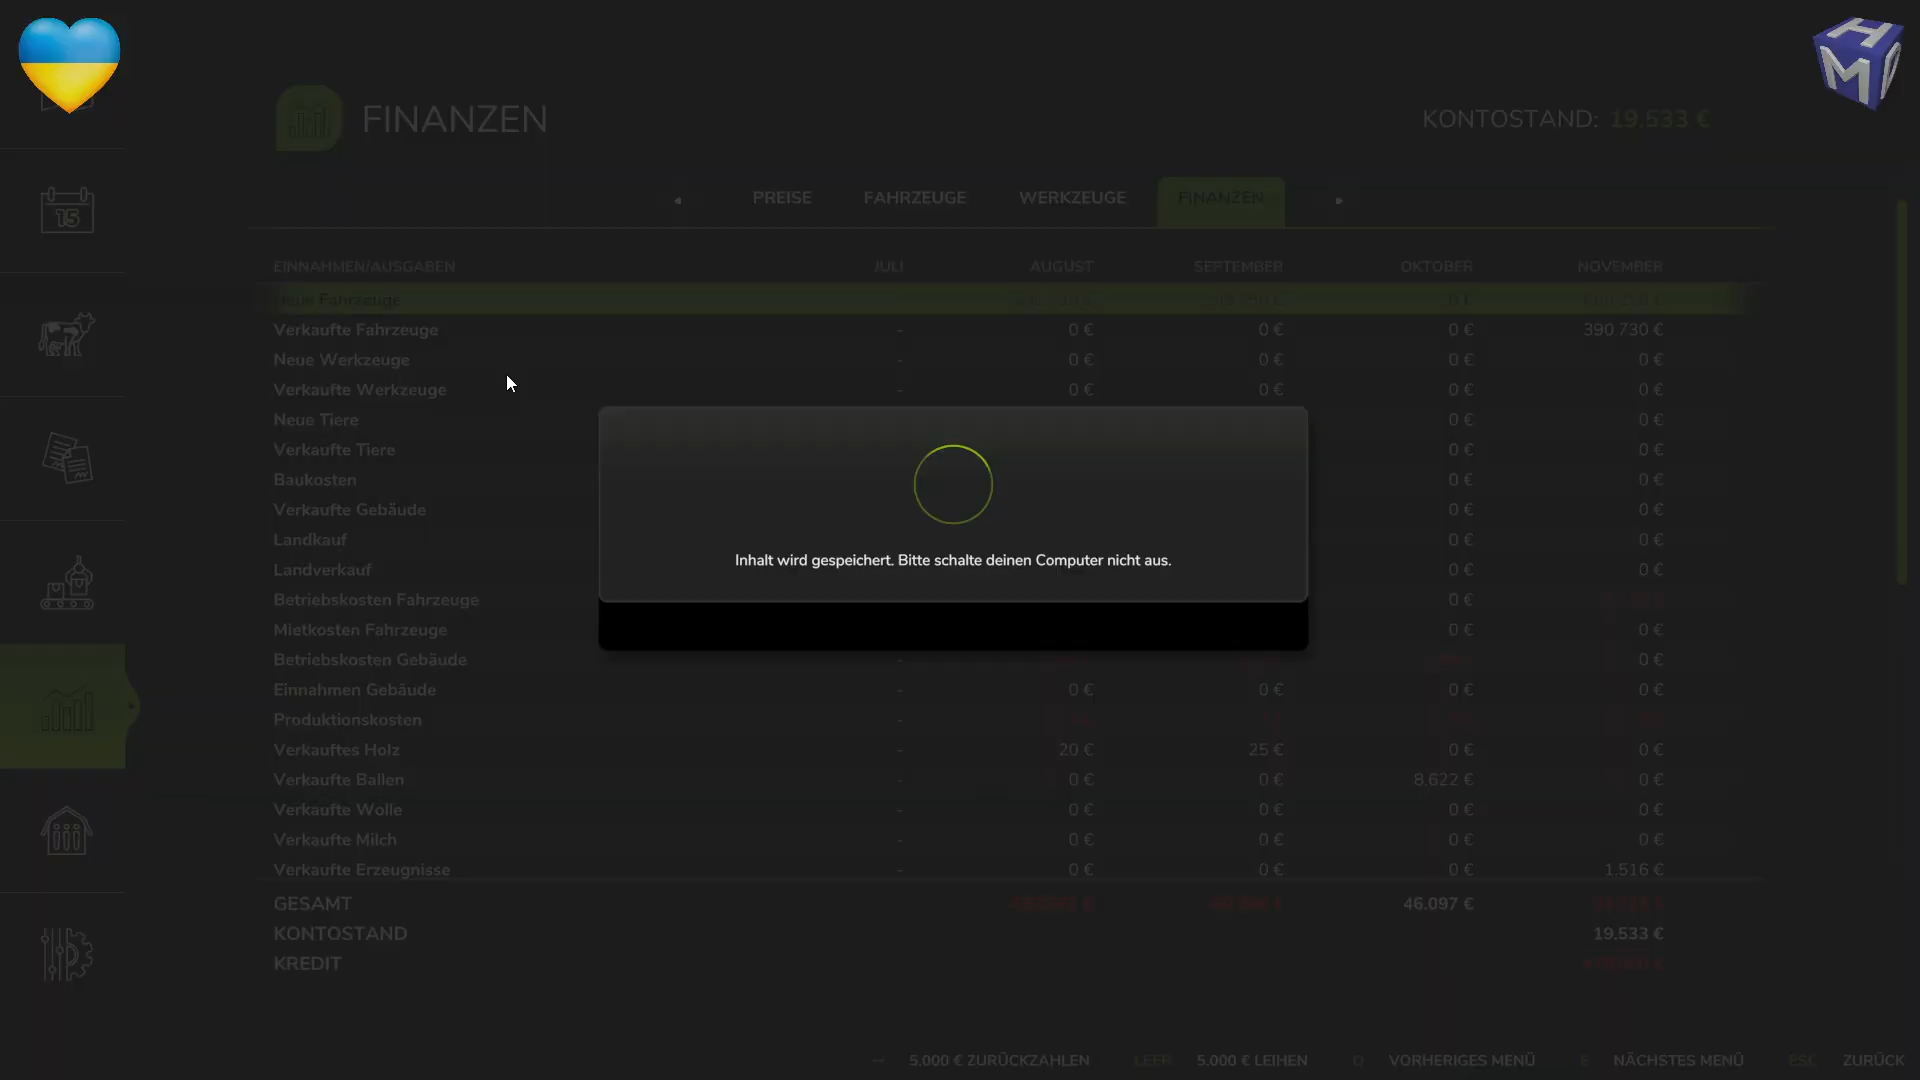 HMD
FINANZEN
KONTOSTAND: 19.533 €
PREISE FAHRZEUGE WERKZEUGE FINANZEN
15
EINNAHMEN/AUSGABEN JULI AUGUST SEPTEMBER OKTOBER NOVEMBER
Neue Fahrzeuge 0 €
Verkaufte Fahrzeuge - 0 € 0 € 0 € 390.730 €
Neue Werkzeuge - 0 € 0 € 0 € 0 €
Verkaufte Werkzeuge - 0 € 0 € 0 € 0 €
Neue Tiere 0 € 0 €
Verkaufte Tiere 0 € 0 €
Baukosten 0 € 0 €
Verkaufte Gebäude 0 € 0 €
Landkauf 0 € 0 €
Landverkauf 0 € 0 €
Betriebskosten Fahrzeuge 0 €
Mietkosten Fahrzeuge 0 € 0 €
Betriebskosten Gebäude - 0 €
Einnahmen Gebäude - 0 € 0 € 0 € 0 €
Produktionskosten -
Verkauftes Holz - 20 € 25 € 0 € 0 €
Verkaufte Ballen - 0 € 0 € 8.622 € 0 €
Verkaufte Wolle - 0 € 0 € 0 € 0 €
Verkaufte Milch - 0 € 0 € 0 € 0 €
Verkaufte Erzeugnisse - 0 € 0 € 0 € 1.516 €
GESAMT 46.097 €
KONTOSTAND 19.533 €
KREDIT
Inhalt wird gespeichert. Bitte schalte deinen Computer nicht aus.
5.000 € ZURÜCKZAHLEN LEER 5.000 € LEIHEN VORHERIGES MENÜ E NÄCHSTES MENÜ ESC ZURÜCK